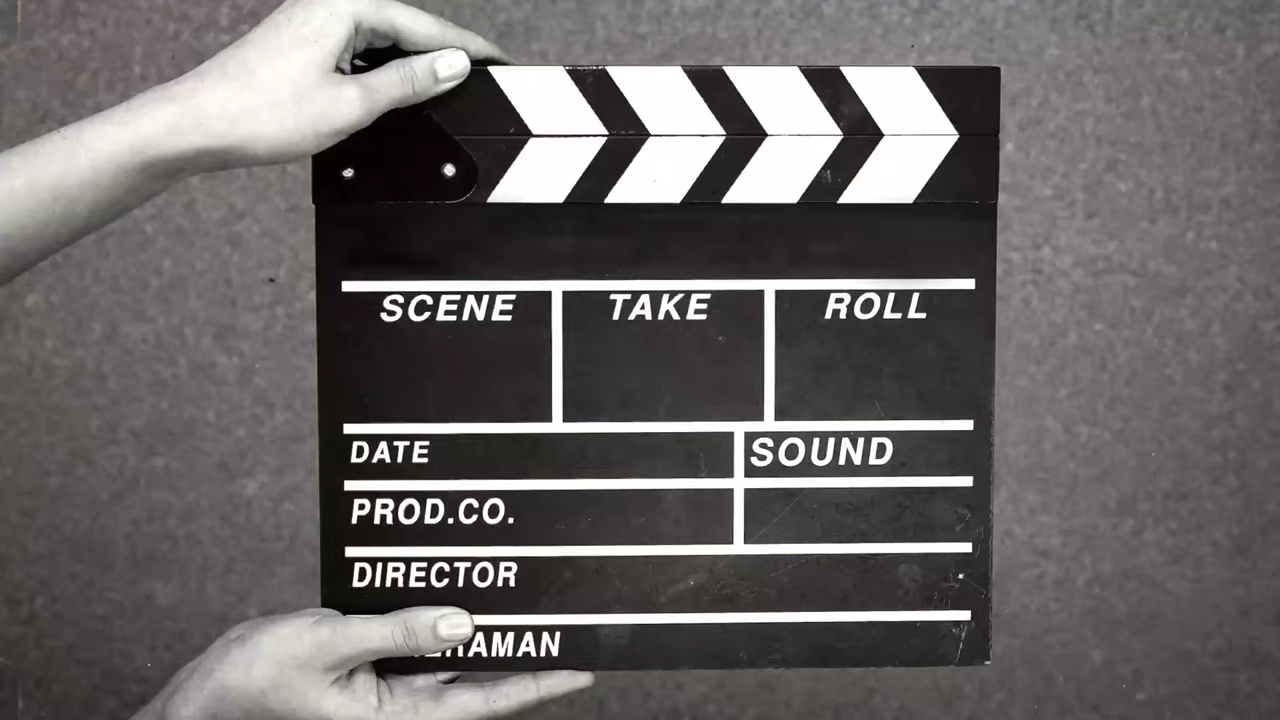 SCENE TAKE ROLL
DATE SOUND
PROD.CO.
DIRECTOR